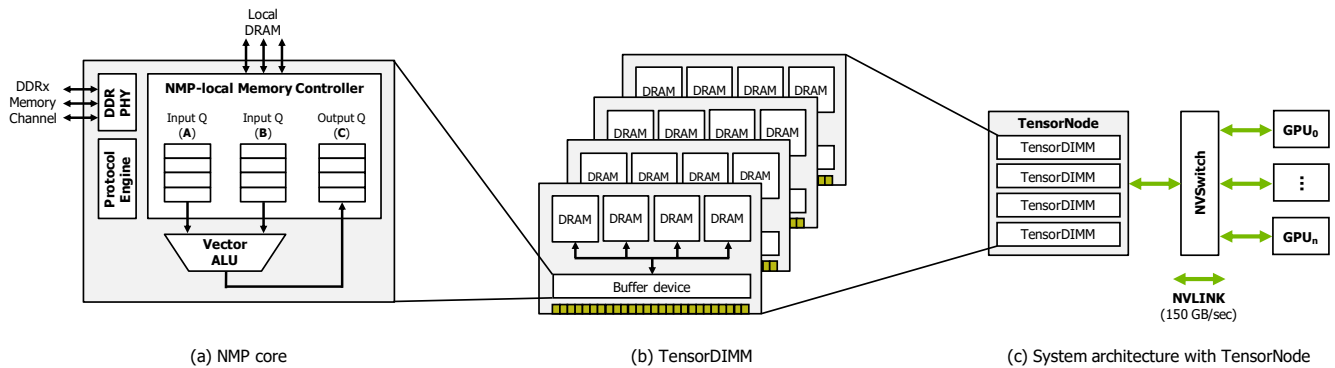 Local
DRAM
DDRx
Memory
Channel
DDR
PHY
Protocol
Engine
NMP-local Memory Controller
Input Q
(A)
Input Q
(B)
Output Q
(C)
Vector
ALU
(a) NMP core
DRAM DRAM DRAM DRAM
DRAM DRAM DRAM DRAM
DRAM DRAM DRAM DRAM
DRAM DRAM DRAM DRAM
Buffer device
(b) TensorDIMM
TensorNode
TensorDIMM
TensorDIMM
TensorDIMM
TensorDIMM
NVSwitch
GPU0
...
GPUn
NVLINK
(150 GB/sec)
(c) System architecture with TensorNode